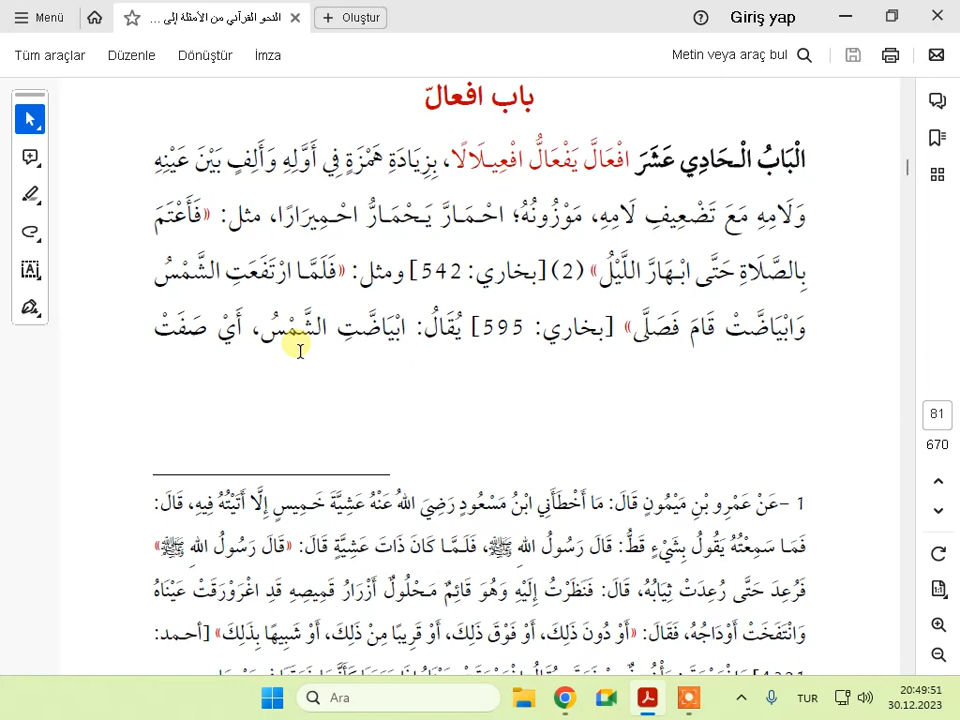 Menü
النحو القرآني من الأمثلة إلى ...
Oluştur
Giriş yap
Tüm araçlar Düzenle Dönüştür İmza
Metin veya araç bul
باب افعالّ
الْبَابُ الْحَادِي عَشَرَ افْعَالَّ يَفْعَالُّ افْعِيلَالًا، بِزِيَادَةِ هَمْزَةٍ فِي أَوَّلِهِ وَأَلِفٍ بَيْنَ عَيْنِهِ
وَلَامِهِ مَعَ تَضْعِيفِ لَامِهِ، مَوْزُونُهُ؛ احْمَارَّ يَحْمَارُّ احْمِيرَارًا، مثل: «فَأَعْتَمَ
بِالصَّلَاةِ حَتَّى ابْهَارَّ اللَّيْلُ» (2) [بخاري: 542] ومثل: «فَلَمَّا ارْتَفَعَتِ الشَّمْسُ
وَابْيَاضَّتْ قَامَ فَصَلَّى» [بخاري: 595] يُقَالُ: ابْيَاضَّتِ الشَّمْسُ، أَيْ صَفَتْ
1 –عَنْ عَمْرِو بْنِ مَيْمُونٍ قَالَ: مَا أَخْطَأَنِي ابْنُ مَسْعُودٍ رَضِيَ اللهُ عَنْهُ عَشِيَّةَ خَمِيسٍ إِلَّا أَتَيْتُهُ فِيهِ، قَالَ:
فَمَا سَمِعْتُهُ يَقُولُ بِشَيْءٍ قَطُّ: قَالَ رَسُولُ اللهِ ﷺ، فَلَمَّا كَانَ ذَاتَ عَشِيَّةٍ قَالَ: «قَالَ رَسُولُ اللهِ ﷺ»
فَرُعِدَ حَتَّى رُعِدَتْ ثِيَابُهُ، قَالَ: فَنَظَرْتُ إِلَيْهِ وَهُوَ قَائِمٌ مَحْلُولٌ أَزْرَارُ قَمِيصِهِ قَدِ اغْرَوْرَقَتْ عَيْنَاهُ
وَانْتَفَخَتْ أَوْدَاجُهُ، فَقَالَ: «أَوْ دُونَ ذَلِكَ، أَوْ فَوْقَ ذَلِكَ، أَوْ قَرِيبًا مِنْ ذَلِكَ، أَوْ شَبِيهًا بِذَلِكَ» [أحمد:
81
670
Ara
TUR
20:49:51
30.12.2023